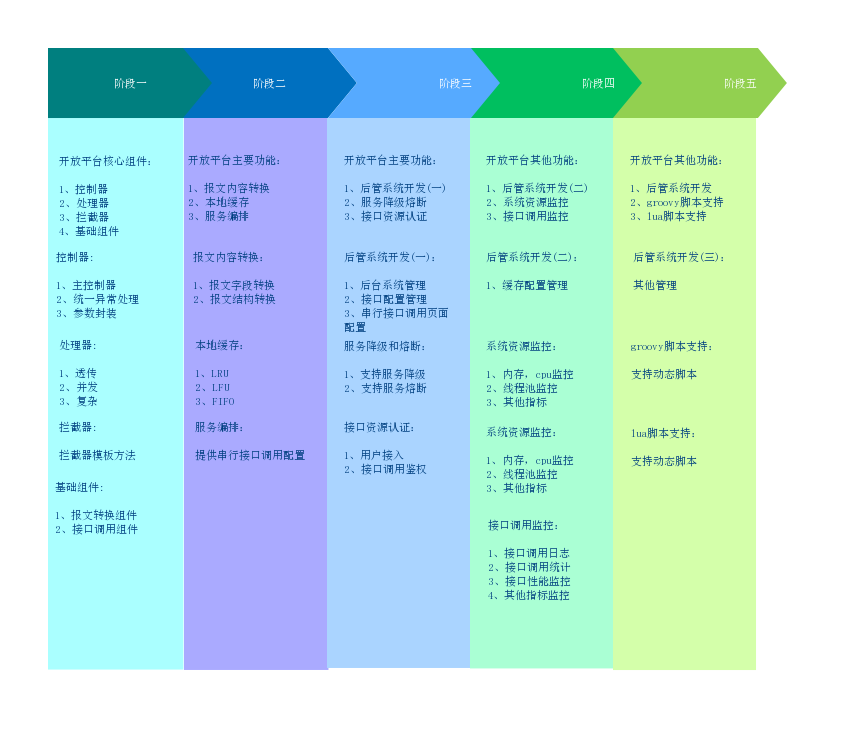 阶段一
阶段二
阶段三
阶段四
阶段五
开放平台核心组件：
1、控制器
2、处理器
3、拦截器
4、基础组件
控制器：
1、主控制器
2、统一异常处理
3、参数封装
处理器：
1、透传
2、并发
3、复杂
拦截器：
拦截器模板方法
基础组件：
1、报文转换组件
2、接口调用组件
开放平台主要功能：
1、报文内容转换
2、本地缓存
3、服务编排
报文内容转换：
1、报文字段转换
2、报文结构转换
本地缓存：
1、LRU
2、LFU
3、FIFO
服务编排：
提供串行接口调用配置
开放平台主要功能：
1、后管系统开发(一)
2、服务降级熔断
3、接口资源认证
后管系统开发(一)：
1、后台系统管理
2、接口配置管理
3、串行接口调用页面
配置
服务降级和熔断：
1、支持服务降级
2、支持服务熔断
接口资源认证：
1、用户接入
2、接口调用鉴权
开放平台其他功能：
1、后管系统开发(二)
2、系统资源监控
3、接口调用监控
后管系统开发(二)：
1、缓存配置管理
系统资源监控：
1、内存，cpu监控
2、线程池监控
3、其他指标
系统资源监控：
1、内存，cpu监控
2、线程池监控
3、其他指标
接口调用监控：
1、接口调用日志
2、接口调用统计
3、接口性能监控
4、其他指标监控
开放平台其他功能：
1、后管系统开发
2、groovy脚本支持
3、lua脚本支持
后管系统开发(三)：
其他管理
groovy脚本支持：
支持动态脚本
lua脚本支持：
支持动态脚本